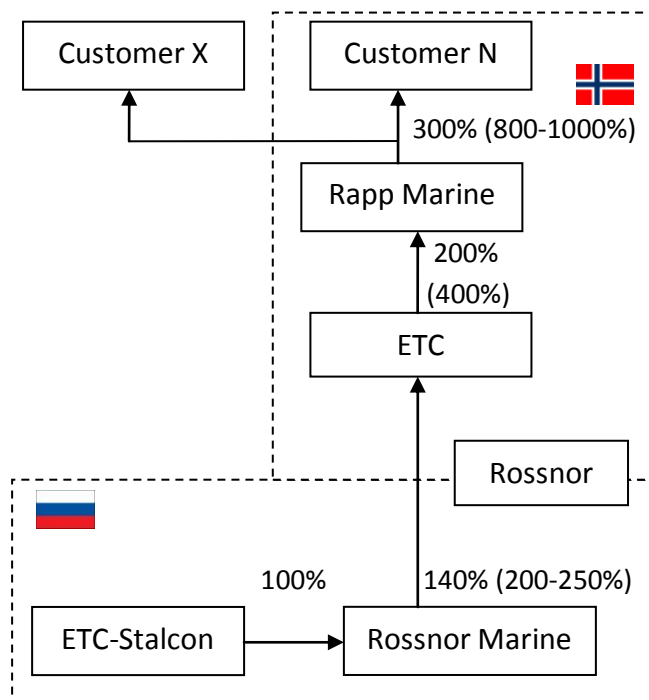 Customer X
Customer N
300% (800-1000%)
Rapp Marine
200%
(400%)
ETC
Rossnor
100%
140% (200-250%)
ETC-Stalcon
Rossnor Marine